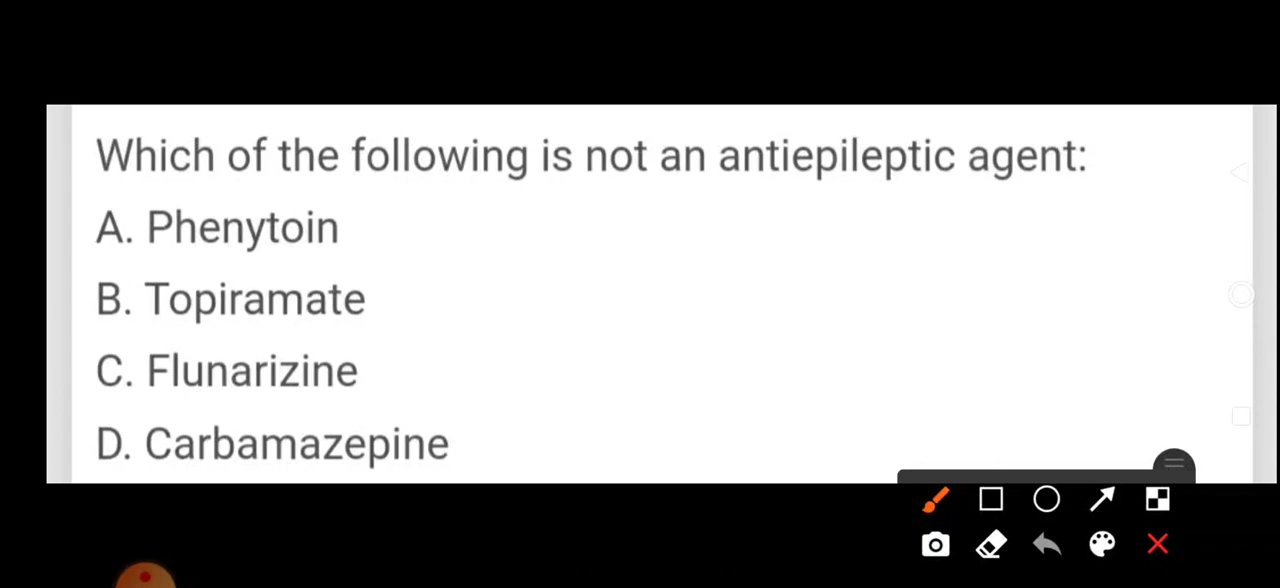 Which of the following is not an antiepileptic agent:
A. Phenytoin
B. Topiramate
C. Flunarizine
D. Carbamazepine